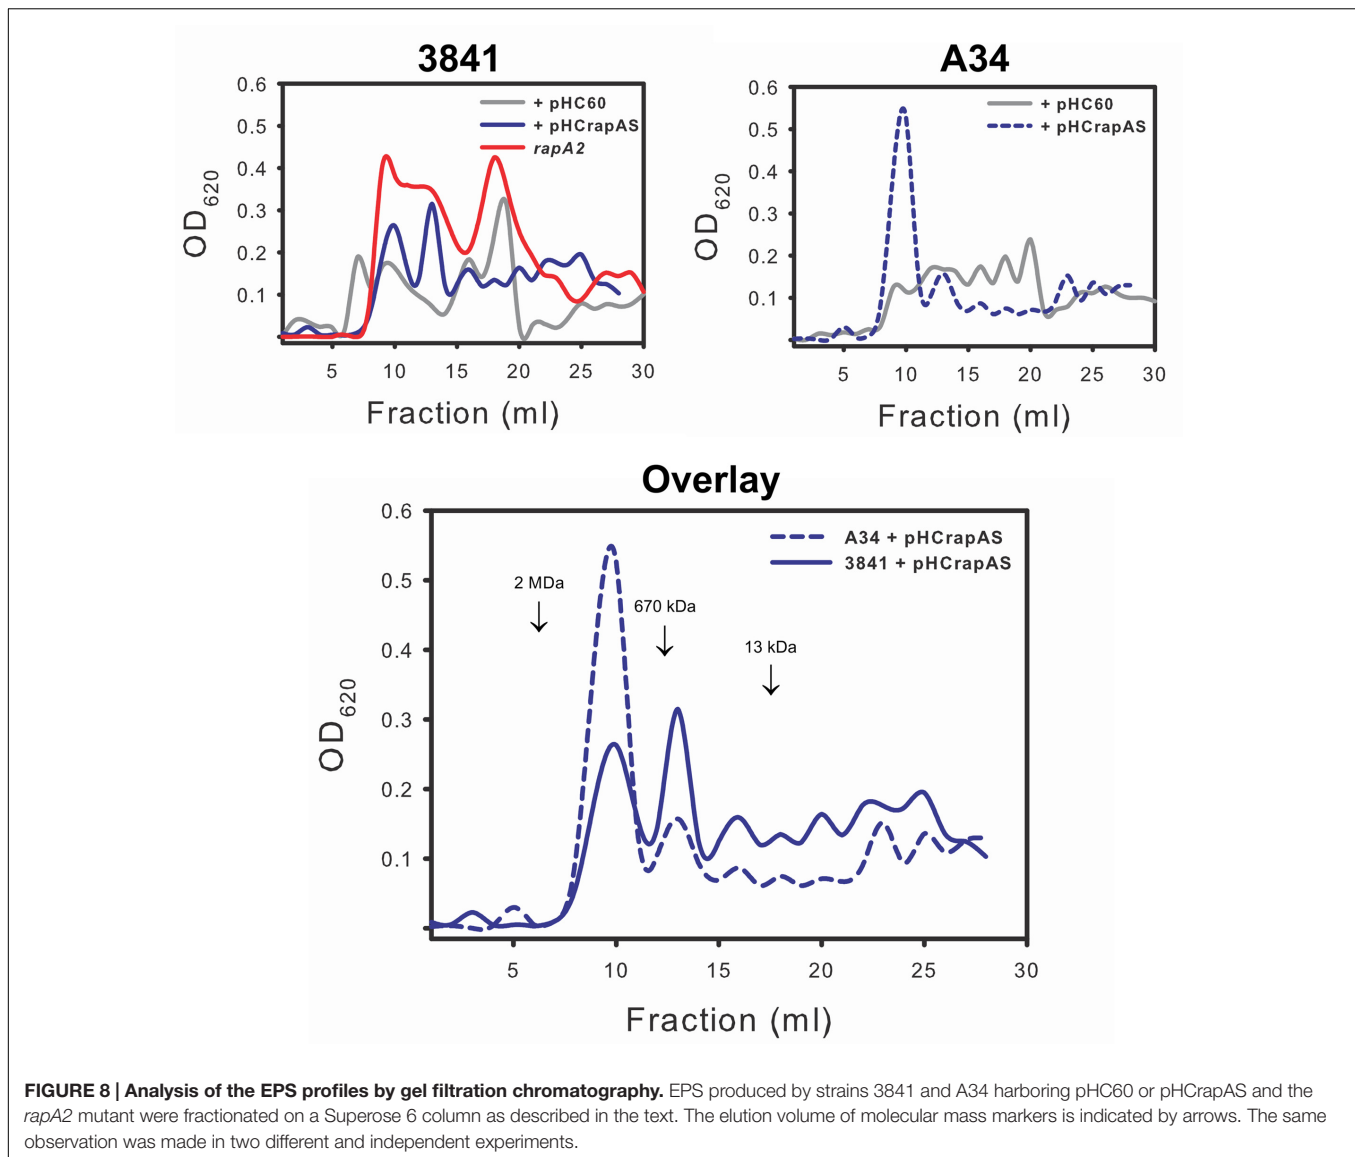 3841
0.6
0.5
0.4
0.3
0.2
0.1
OD620
+ pHC60
+ pHCrapAS
rapA2
5 10 15 20 25 30
Fraction (ml)
A34
0.6
0.5
0.4
0.3
0.2
0.1
OD620
+ pHC60
+ pHCrapAS
5 10 15 20 25 30
Fraction (ml)
Overlay
0.6
0.5
0.4
0.3
0.2
0.1
OD620
A34 + pHCrapAS
3841 + pHCrapAS
2 MDa
670 kDa
13 kDa
5 10 15 20 25 30
Fraction (ml)
FIGURE 8 | Analysis of the EPS profiles by gel filtration chromatography. EPS produced by strains 3841 and A34 harboring pHC60 or pHCrapAS and the
rapA2 mutant were fractionated on a Superose 6 column as described in the text. The elution volume of molecular mass markers is indicated by arrows. The same
observation was made in two different and independent experiments.